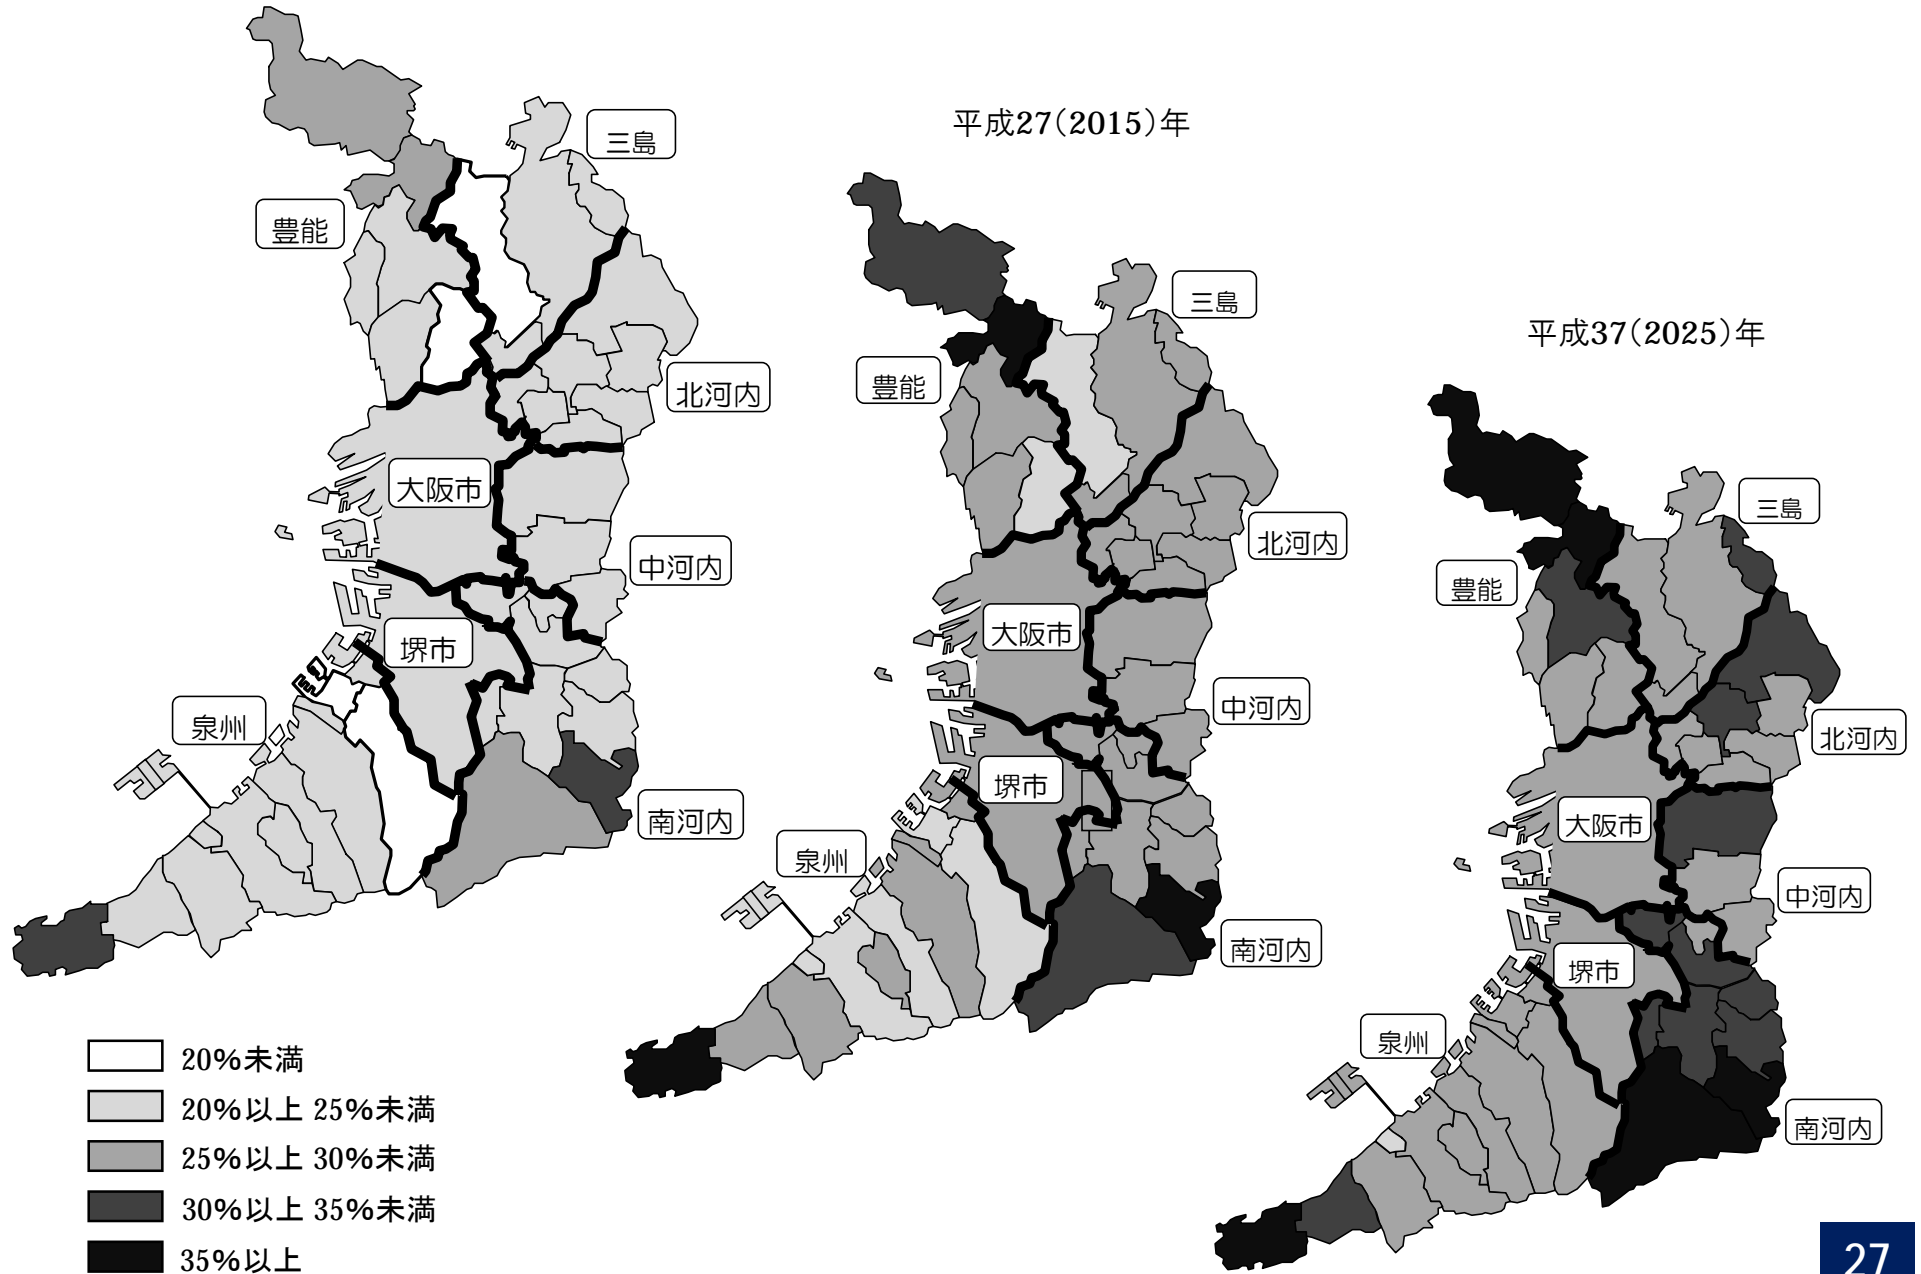 三島
豊能
北河内
大阪市
中河内
堺市
泉州
南河内
平成27(2015)年
三島
豊能
北河内
大阪市
中河内
堺市
泉州
南河内
平成37(2025)年
三島
豊能
北河内
大阪市
中河内
堺市
泉州
南河内
20%未満
20%以上 25%未満
25%以上 30%未満
30%以上 35%未満
35%以上
27